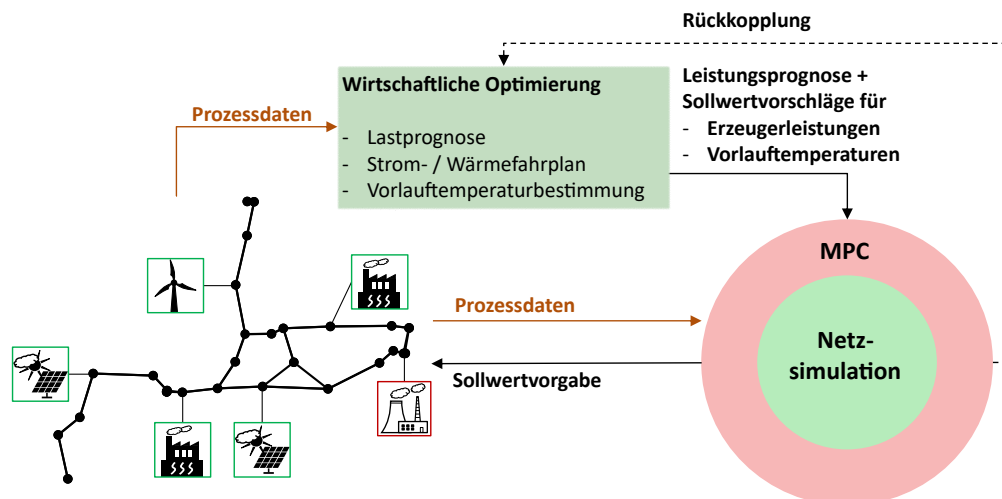 Rückkopplung
Wirtschaftliche Optimierung
- Lastprognose
- Strom- / Wärmefahrplan
- Vorlauftemperaturbestimmung
Leistungsprognose +
Sollwertvorschläge für
- Erzeugerleistungen
- Vorlauftemperaturen
Prozessdaten
MPC
Netz-
simulation
Prozessdaten
Sollwertvorgabe